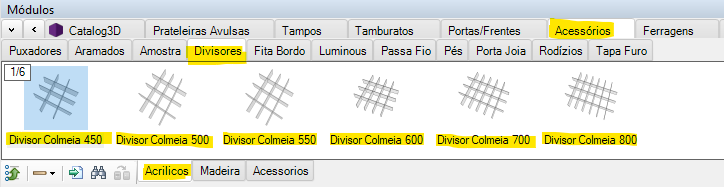 Módulos
Catalog3D Prateleiras Avulsas Tampos Tamburatos Portas/Frentes Acessórios Ferragens
Puxadores Aramados Amostra Divisores Fita Bordo Luminous Passa Fio Pés Porta Joia Rodízios Tapa Furo
1/6
Divisor Colmeia 450 Divisor Colmeia 500 Divisor Colmeia 550 Divisor Colmeia 600 Divisor Colmeia 700 Divisor Colmeia 800
Acrilicos Madeira Acessorios